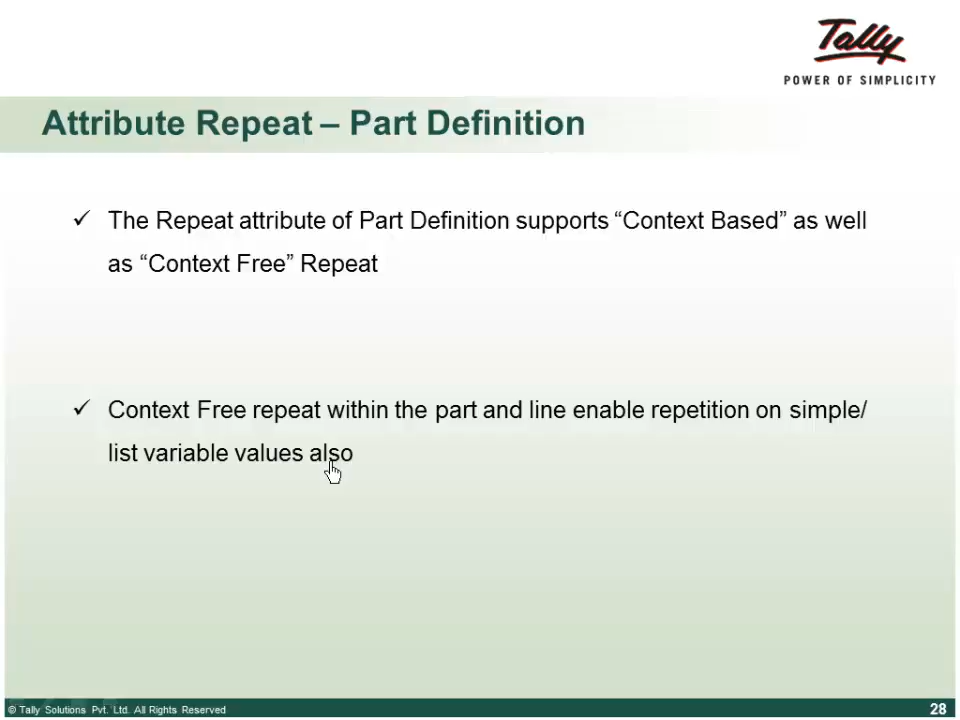 Tally
POWER OF SIMPLICITY
Attribute Repeat – Part Definition
✓ The Repeat attribute of Part Definition supports “Context Based” as well
as “Context Free” Repeat
✓ Context Free repeat within the part and line enable repetition on simple/
list variable values also
© Tally Solutions Pvt. Ltd. All Rights Reserved
28